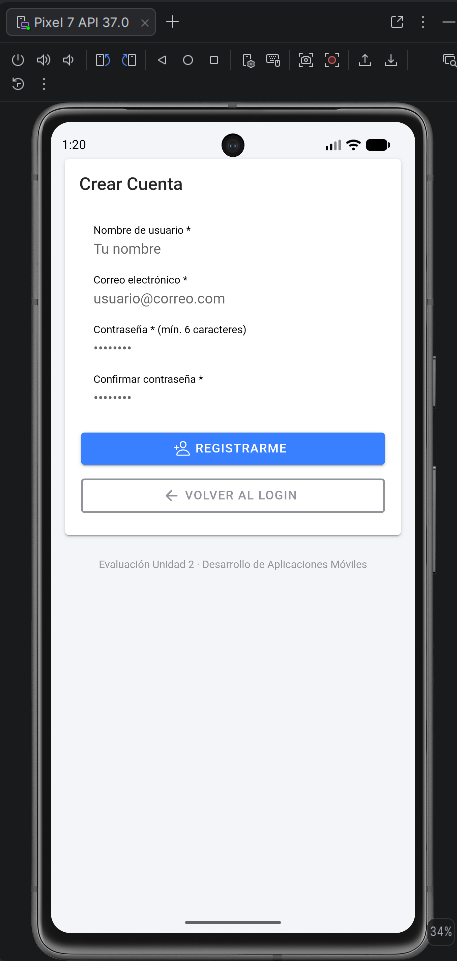 Pixel 7 API 37.0
1:20
Crear Cuenta
Nombre de usuario *
Tu nombre
Correo electrónico *
usuario@correo.com
Contraseña * (mín. 6 caracteres)
••••••••
Confirmar contraseña *
••••••••
REGISTRARME
VOLVER AL LOGIN
Evaluación Unidad 2 · Desarrollo de Aplicaciones Móviles
34%